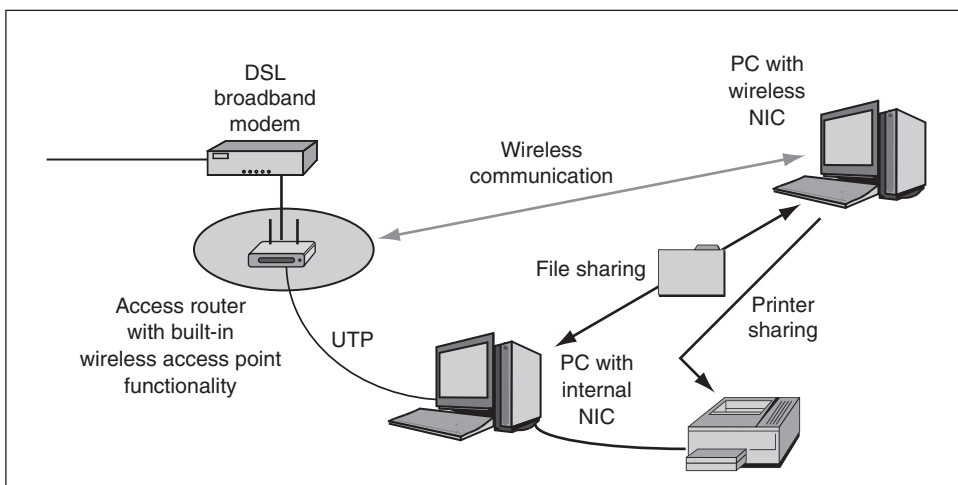 DSL
broadband
modem
PC with
wireless
NIC
Wireless
communication
File sharing
Printer
sharing
Access router
with built-in
wireless access point
functionality
UTP
PC with
internal
NIC